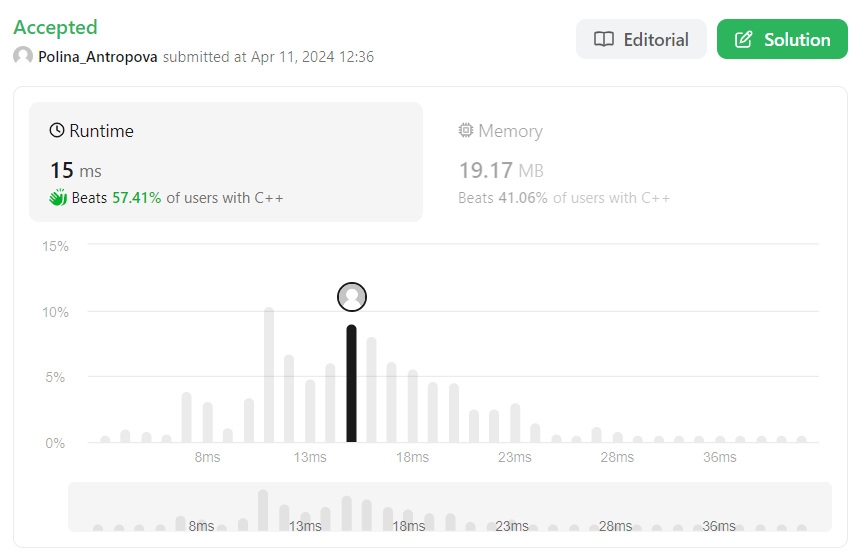 Accepted
Polina_Antropova submitted at Apr 11, 2024 12:36
Editorial
Solution
Runtime
15 ms
Beats 57.41% of users with C++
Memory
19.17 MB
Beats 41.06% of users with C++
15%
10%
5%
0%
8ms 13ms 18ms 23ms 28ms 36ms
8ms 13ms 18ms 23ms 28ms 36ms